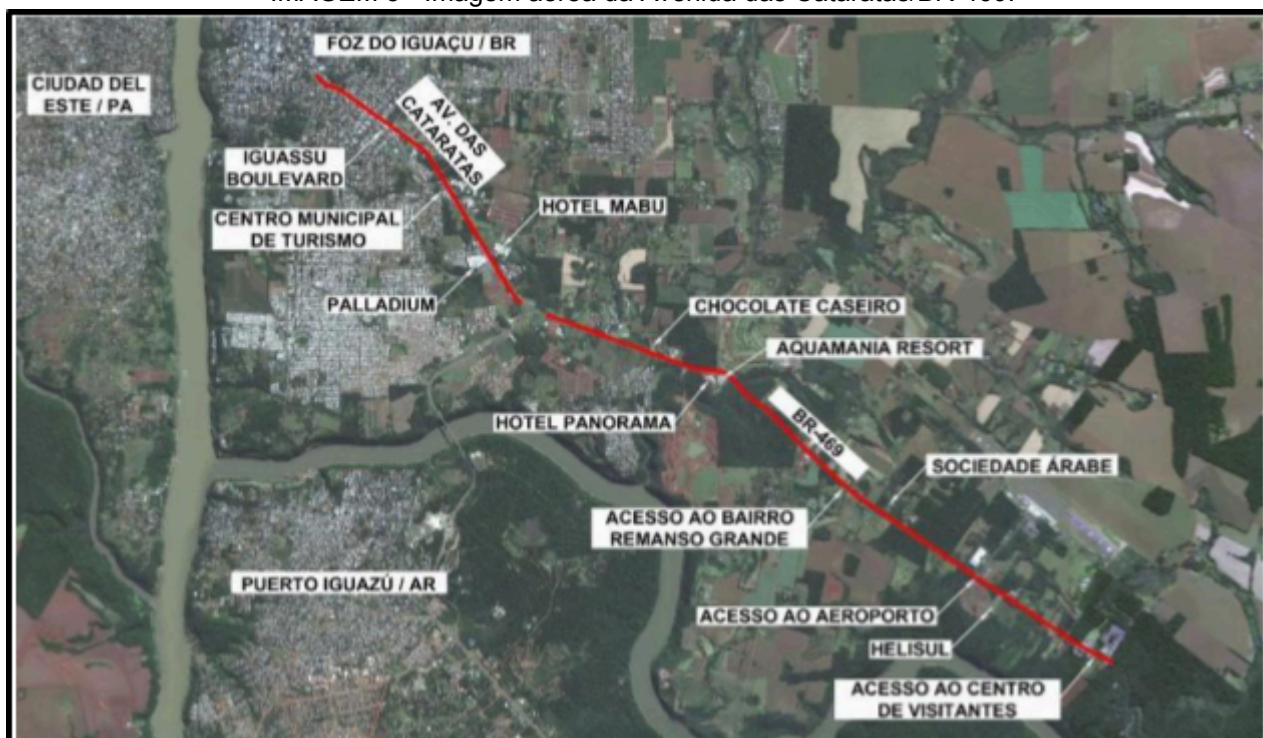 FOZ DO IGUAÇU / BR
CIUDAD DEL
ESTE / PA
AV. DAS
CATARATAS
IGUASSU
BOULEVARD
CENTRO MUNICIPAL
DE TURISMO
HOTEL MABU
PALLADIUM
CHOCOLATE CASEIRO
AQUAMANIA RESORT
HOTEL PANORAMA
BR-469
SOCIEDADE ÁRABE
ACESSO AO BAIRRO
REMANSO GRANDE
PUERTO IGUAZÚ / AR
ACESSO AO AEROPORTO
HELISUL
ACESSO AO CENTRO
DE VISITANTES